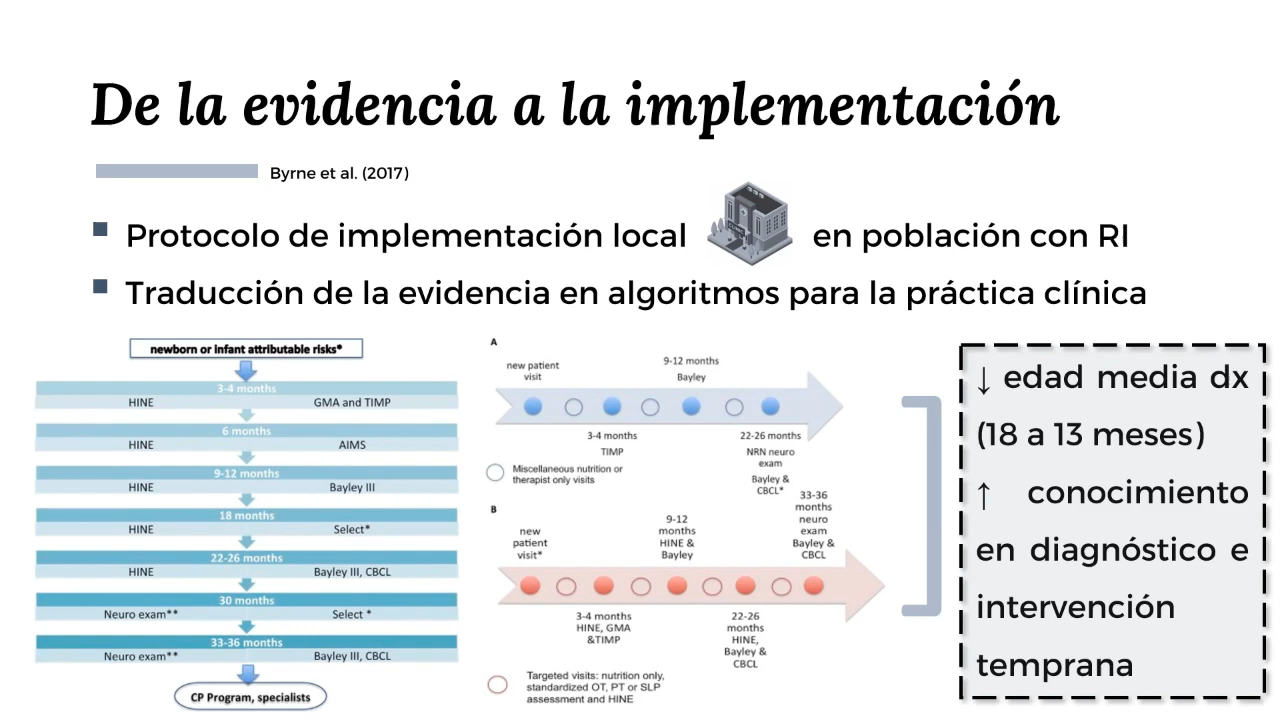 De la evidencia a la implementación
Byrne et al. (2017)
Protocolo de implementación local en población con RI
Traducción de la evidencia en algoritmos para la práctica clínica
newborn or infant attributable risks*
3-4 months
HINE GMA and TIMP
6 months
HINE AIMS
9-12 months
HINE Bayley III
18 months
HINE Select*
22-26 months
HINE Bayley III, CBCL
30 months
Neuro exam** Select *
33-36 months
Neuro exam** Bayley III, CBCL
CP Program, specialists
A
new patient
visit
9-12 months
Bayley
3-4 months
TIMP
22-26 months
NRN neuro
exam
Bayley &
CBCL*
Miscellaneous nutrition or
therapist only visits
B
new
patient
visit*
9-12
months
HINE &
Bayley
33-36
months
neuro
exam
Bayley &
CBCL
3-4 months
HINE, GMA
&TIMP
22-26
months
HINE,
Bayley &
CBCL
Targeted visits: nutrition only,
standardized OT, PT or SLP
assessment and HINE
↓ edad media dx
(18 a 13 meses)
↑ conocimiento
en diagnóstico e
intervención
temprana